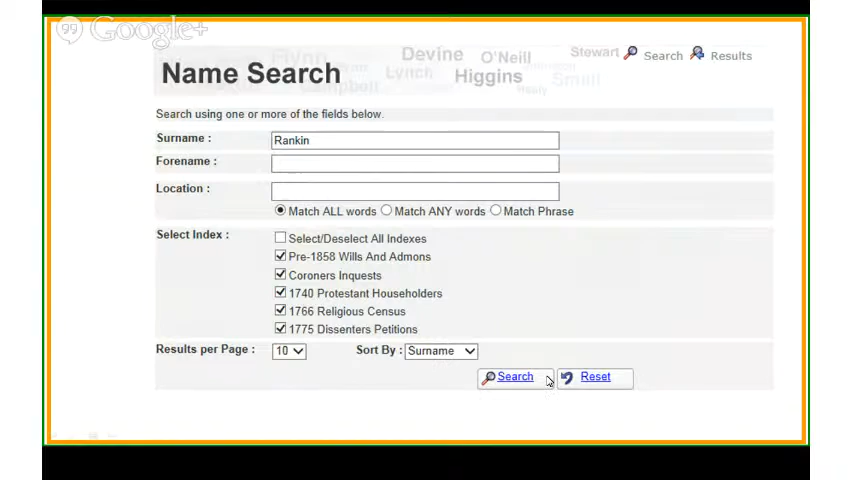 Google+
Flynn Devine O'Neill Stewart Search Results
Name Search Lynch Higgins Smith
Campbell Healy
Search using one or more of the fields below.
Surname : Rankin
Forename :
Location :
Match ALL words Match ANY words Match Phrase
Select Index : Select/Deselect All Indexes
Pre-1858 Wills And Admons
Coroners Inquests
1740 Protestant Householders
1766 Religious Census
1775 Dissenters Petitions
Results per Page : 10 Sort By : Surname
Search Reset